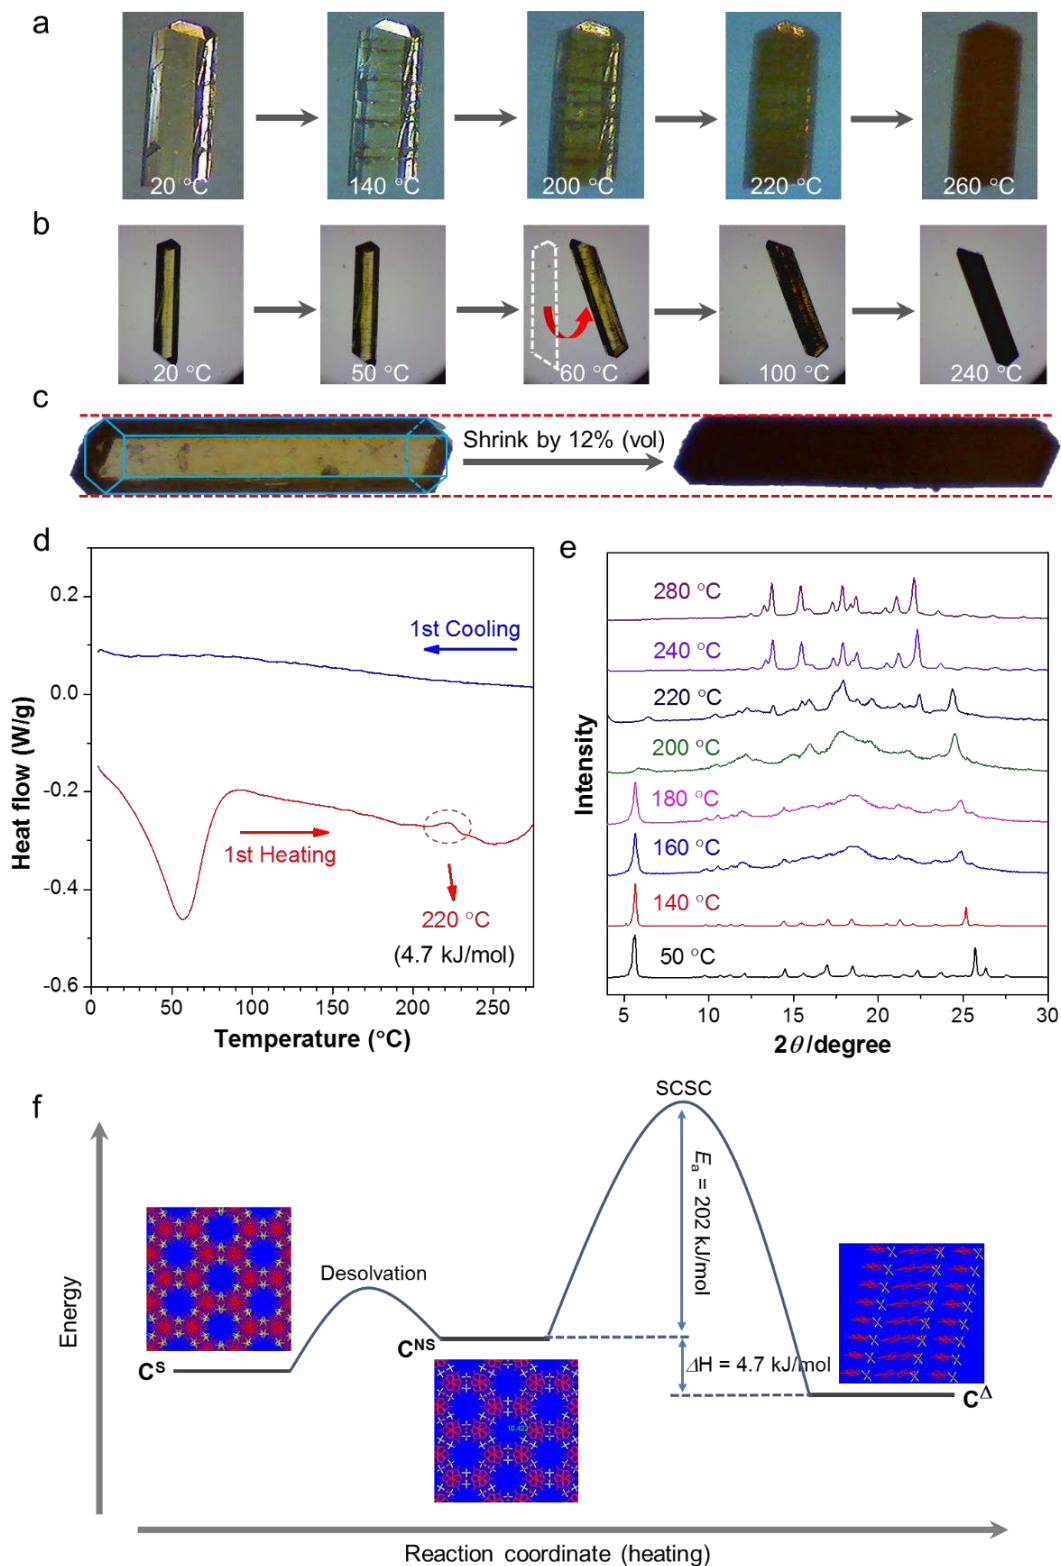 a
20 °C
140 °C
200 °C
220 °C
260 °C
b
20 °C
50 °C
60 °C
100 °C
240 °C
c
Shrink by 12% (vol)
d
0.2
0.0
-0.2
-0.4
-0.6
Heat flow (W/g)
1st Cooling
1st Heating
220 °C
(4.7 kJ/mol)
0
50
100
150
200
250
Temperature (°C)
e
280 °C
240 °C
220 °C
200 °C
180 °C
160 °C
140 °C
50 °C
Intensity
5
10
15
20
25
30
2θ/degree
f
SCSC
Eₐ = 202 kJ/mol
Desolvation
Energy
Cˢ
Cᴺˢ
ΔH = 4.7 kJ/mol
C^Δ
Reaction coordinate (heating)